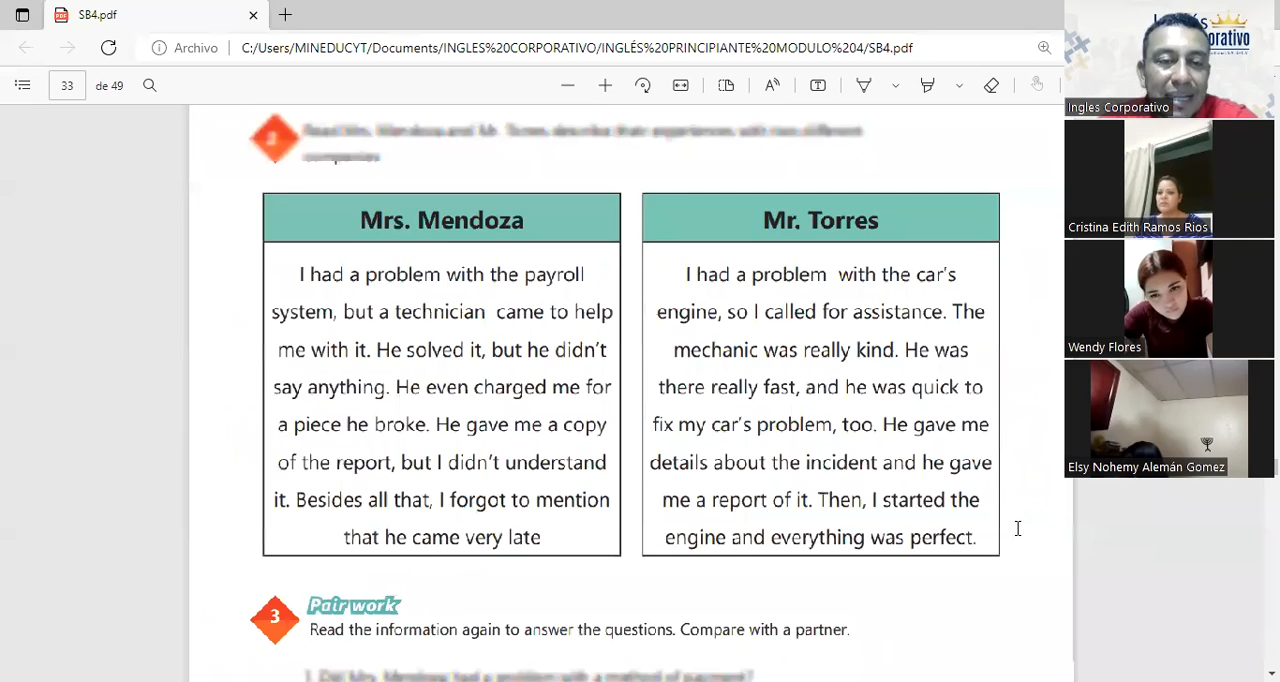 SB4.pdf
Archivo
C:/Users/MINEDUCYT/Documents/INGLES%20CORPORATIVO/INGLÉS%20PRINCIPIANTE%20MODULO%204/SB4.pdf
33
de 49
Mrs. Mendoza
I had a problem with the payroll
system, but a technician came to help
me with it. He solved it, but he didn't
say anything. He even charged me for
a piece he broke. He gave me a copy
of the report, but I didn't understand
it. Besides all that, I forgot to mention
that he came very late
Mr. Torres
I had a problem with the car's
engine, so I called for assistance. The
mechanic was really kind. He was
there really fast, and he was quick to
fix my car's problem, too. He gave me
details about the incident and he gave
me a report of it. Then, I started the
engine and everything was perfect.
3
Pair work
Read the information again to answer the questions. Compare with a partner.
Ingles Corporativo
Cristina Edith Ramos Rios
Wendy Flores
Elsy Nohemy Alemán Gomez